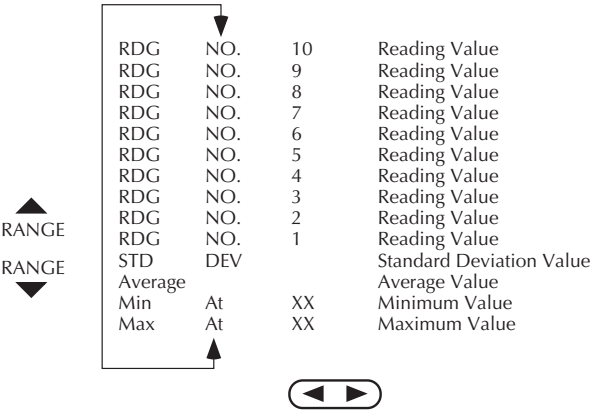 RDG NO. 10 Reading Value
RDG NO. 9 Reading Value
RDG NO. 8 Reading Value
RDG NO. 7 Reading Value
RDG NO. 6 Reading Value
RDG NO. 5 Reading Value
RDG NO. 4 Reading Value
RDG NO. 3 Reading Value
RDG NO. 2 Reading Value
RANGE
RDG NO. 1 Reading Value
STD DEV Standard Deviation Value
RANGE
Average Average Value
Min At XX Minimum Value
Max At XX Maximum Value